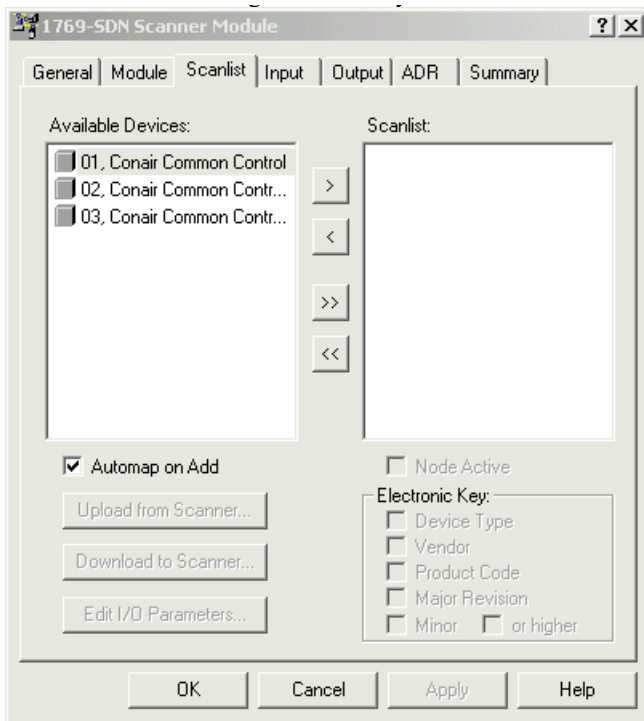 1769-SDN Scanner Module
? X
General Module Scanlist Input Output ADR Summary
Available Devices: Scanlist:
01, Conair Common Control
02, Conair Common Contr...
03, Conair Common Contr...
>
<
>>
<<
Automap on Add
Node Active
Upload from Scanner...
Electronic Key:
Device Type
Vendor
Download to Scanner...
Product Code
Major Revision
Edit I/O Parameters...
Minor or higher
OK Cancel Apply Help